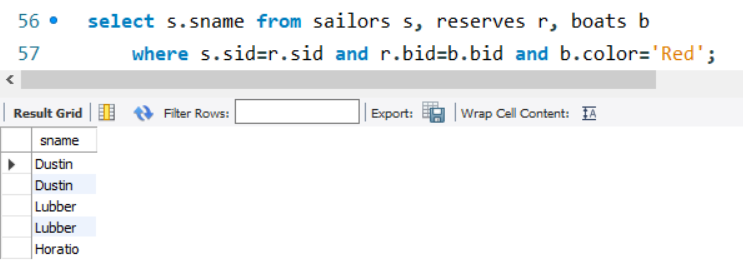 56 select s.sname from sailors s, reserves r, boats b
57 where s.sid=r.sid and r.bid=b.bid and b.color='Red';
Result Grid Filter Rows: Export: Wrap Cell Content: IA
sname
Dustin
Dustin
Lubber
Lubber
Horatio